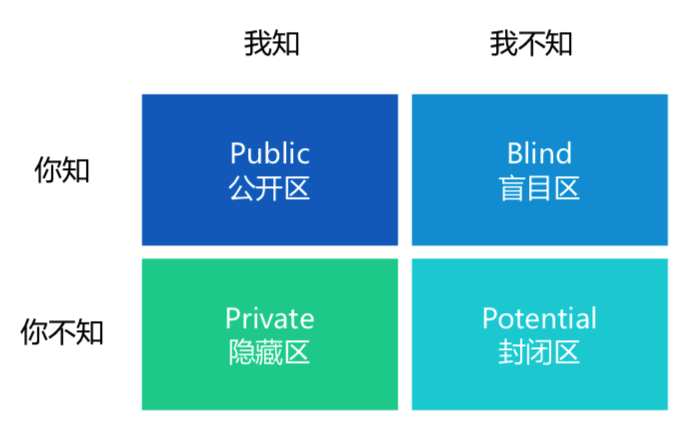 我知
我不知
你知
Public
公开区
Blind
盲目区
你不知
Private
隐藏区
Potential
封闭区